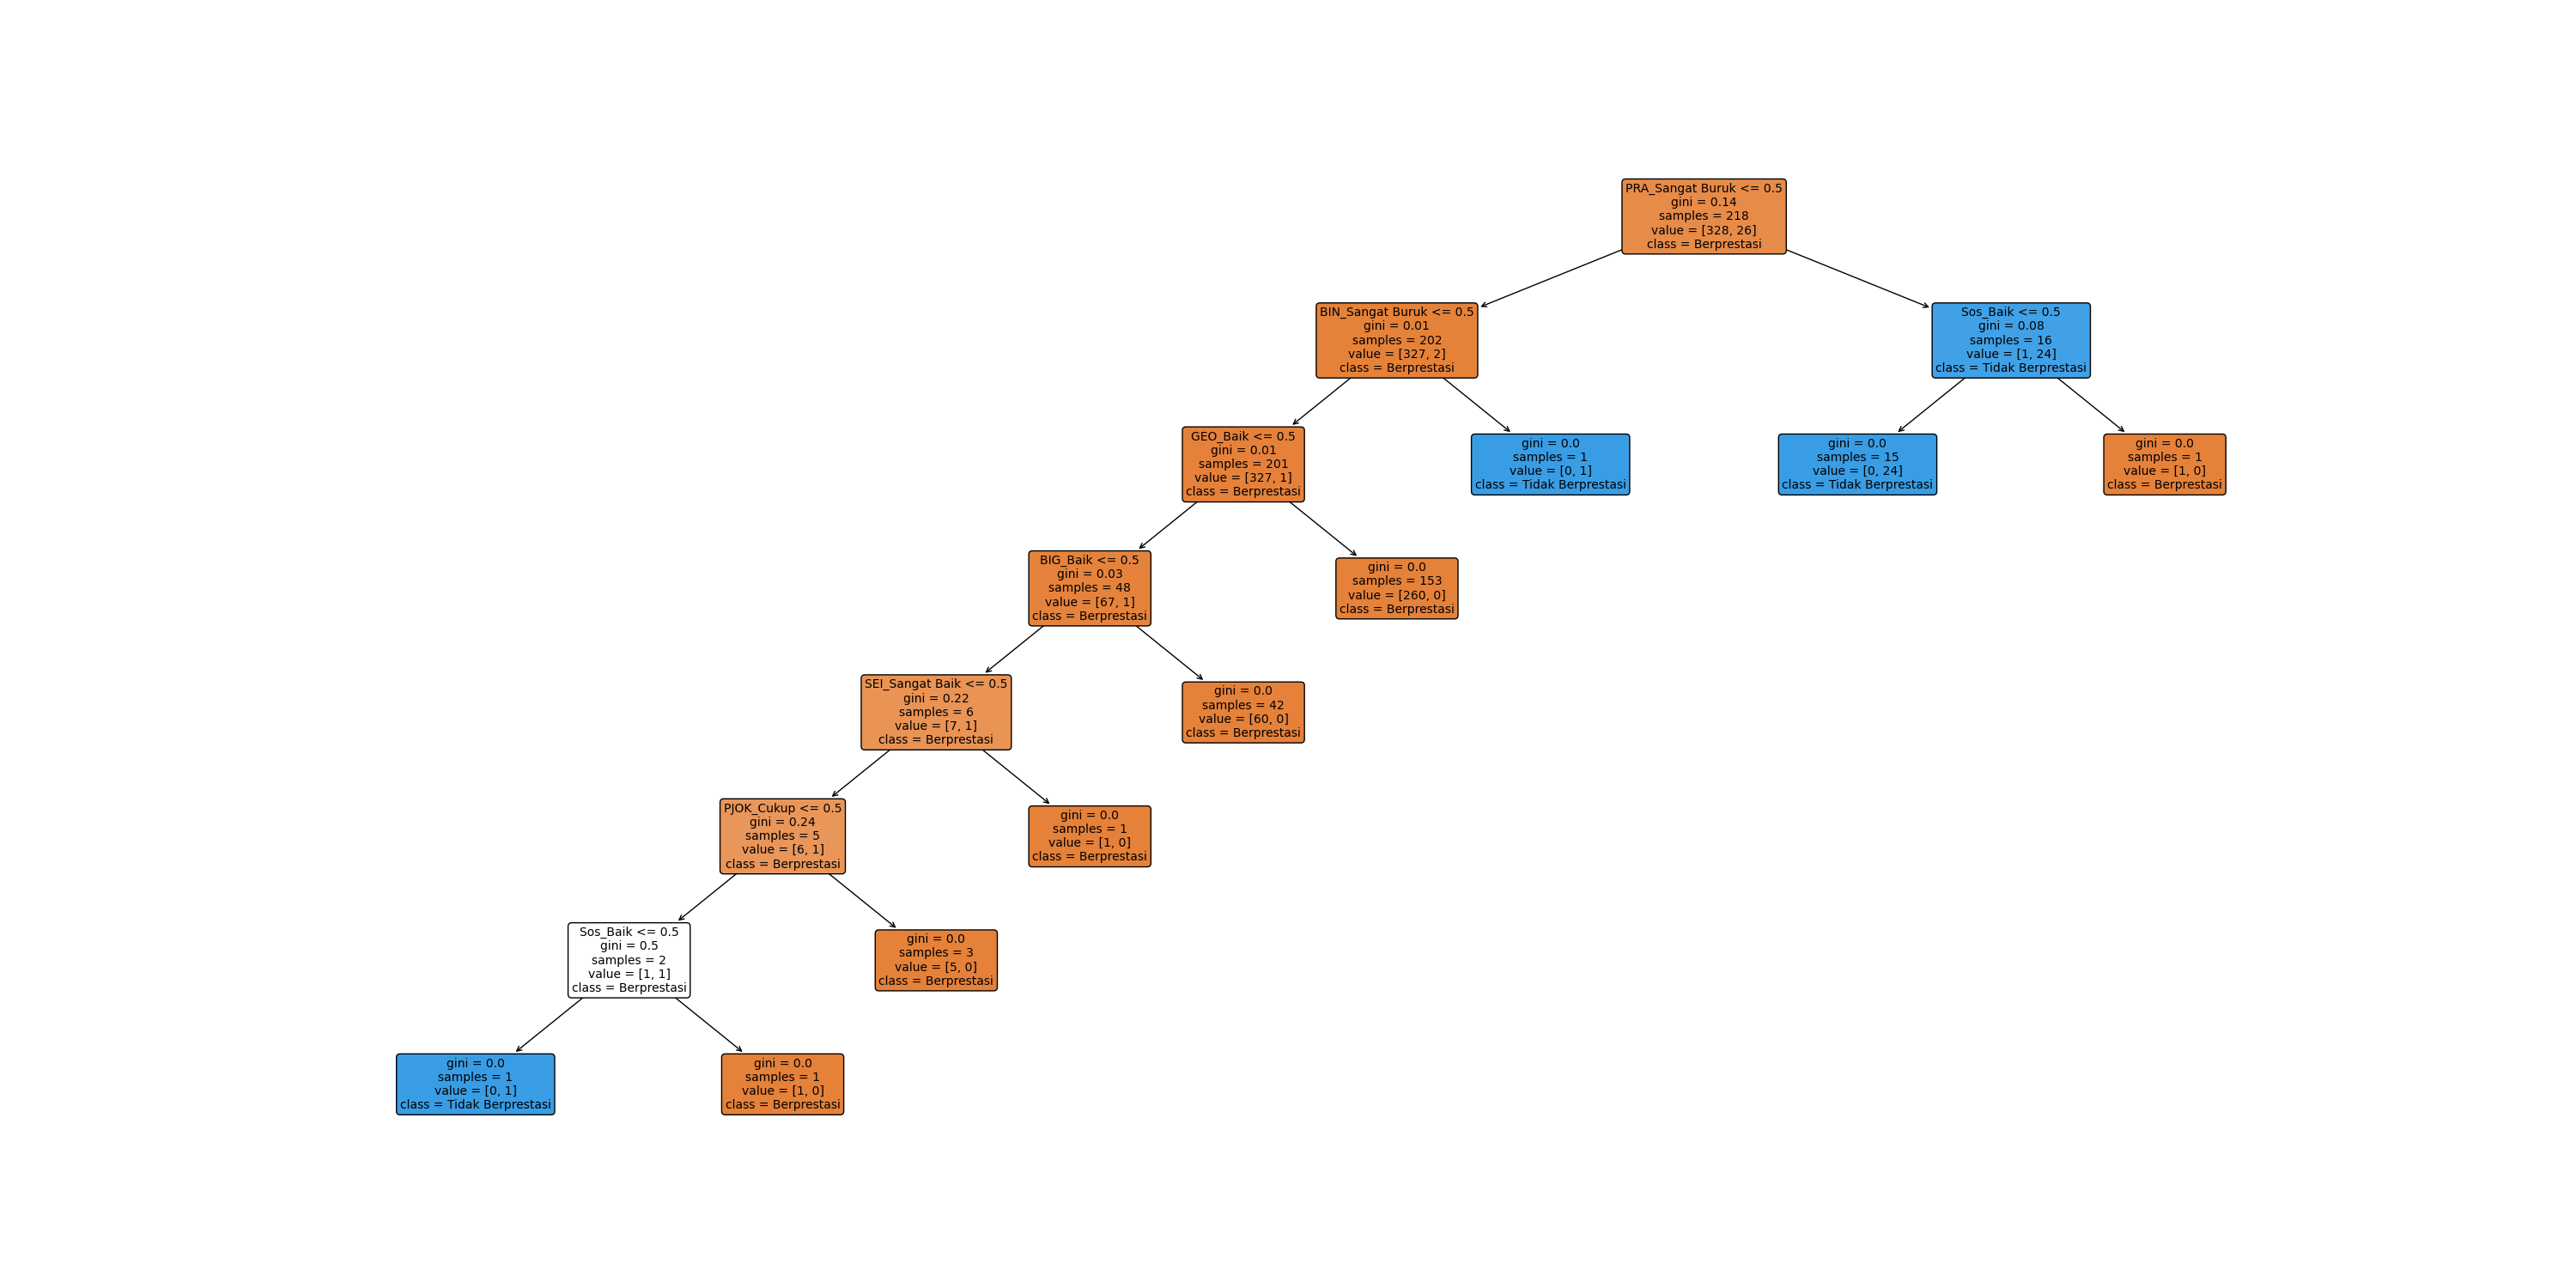 PRA_Sangat Buruk <= 0.5
gini = 0.14
samples = 218
value = [328, 26]
class = Berprestasi
BIN_Sangat Buruk <= 0.5
gini = 0.01
samples = 202
value = [327, 2]
class = Berprestasi
Sos_Baik <= 0.5
gini = 0.08
samples = 16
value = [1, 24]
class = Tidak Berprestasi
GEO_Baik <= 0.5
gini = 0.01
samples = 201
value = [327, 1]
class = Berprestasi
gini = 0.0
samples = 1
value = [0, 1]
class = Tidak Berprestasi
gini = 0.0
samples = 15
value = [0, 24]
class = Tidak Berprestasi
gini = 0.0
samples = 1
value = [1, 0]
class = Berprestasi
BIG_Baik <= 0.5
gini = 0.03
samples = 48
value = [67, 1]
class = Berprestasi
gini = 0.0
samples = 153
value = [260, 0]
class = Berprestasi
SEI_Sangat Baik <= 0.5
gini = 0.22
samples = 6
value = [7, 1]
class = Berprestasi
gini = 0.0
samples = 42
value = [60, 0]
class = Berprestasi
PJOK_Cukup <= 0.5
gini = 0.24
samples = 5
value = [6, 1]
class = Berprestasi
gini = 0.0
samples = 1
value = [1, 0]
class = Berprestasi
Sos_Baik <= 0.5
gini = 0.5
samples = 2
value = [1, 1]
class = Berprestasi
gini = 0.0
samples = 3
value = [5, 0]
class = Berprestasi
gini = 0.0
samples = 1
value = [0, 1]
class = Tidak Berprestasi
gini = 0.0
samples = 1
value = [1, 0]
class = Berprestasi